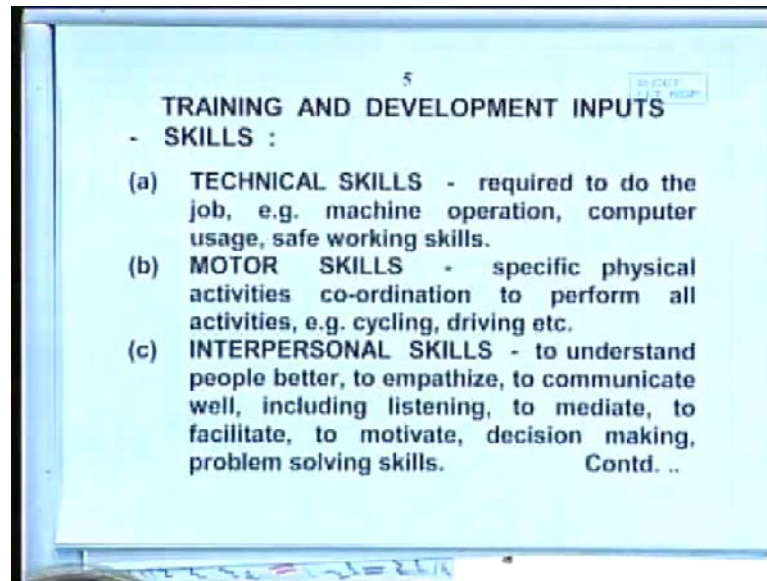 5
TRAINING AND DEVELOPMENT INPUTS
- SKILLS :
(a) TECHNICAL SKILLS - required to do the
job, e.g. machine operation, computer
usage, safe working skills.
(b) MOTOR SKILLS - specific physical
activities co-ordination to perform all
activities, e.g. cycling, driving etc.
(c) INTERPERSONAL SKILLS - to understand
people better, to empathize, to communicate
well, including listening, to mediate, to
facilitate, to motivate, decision making,
problem solving skills. Contd. ..